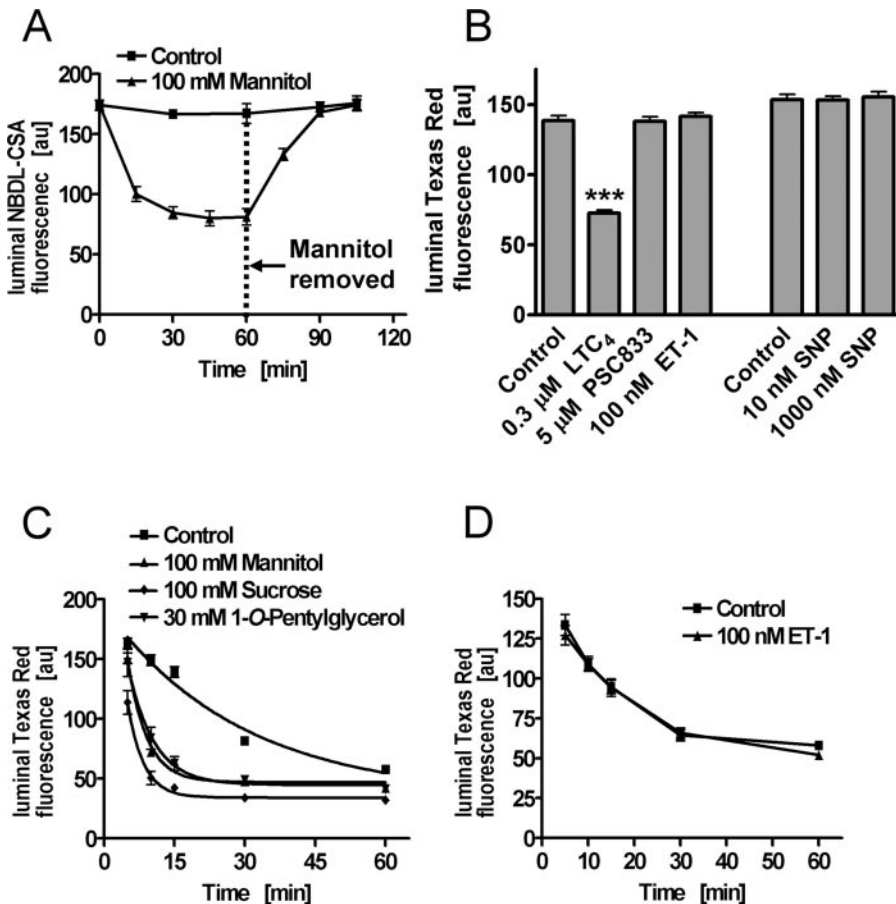 A
Control
100 mM Mannitol
200
150
100
50
0
luminal NBDL-CSA
fluorescenec [au]
Mannitol
removed
0 30 60 90 120
Time [min]
B
150
100
50
0
luminal Texas Red
fluorescence [au]
***
Control
0.3 µM LTC4
5 µM PSC833
100 nM ET-1
Control
10 nM SNP
1000 nM SNP
C
Control
100 mM Mannitol
100 mM Sucrose
30 mM 1-O-Pentylglycerol
200
150
100
50
0
luminal Texas Red
fluorescence [au]
0 15 30 45 60
Time [min]
D
Control
100 nM ET-1
150
125
100
75
50
25
0
luminal Texas Red
fluorescence [au]
0 10 20 30 40 50 60
Time [min]